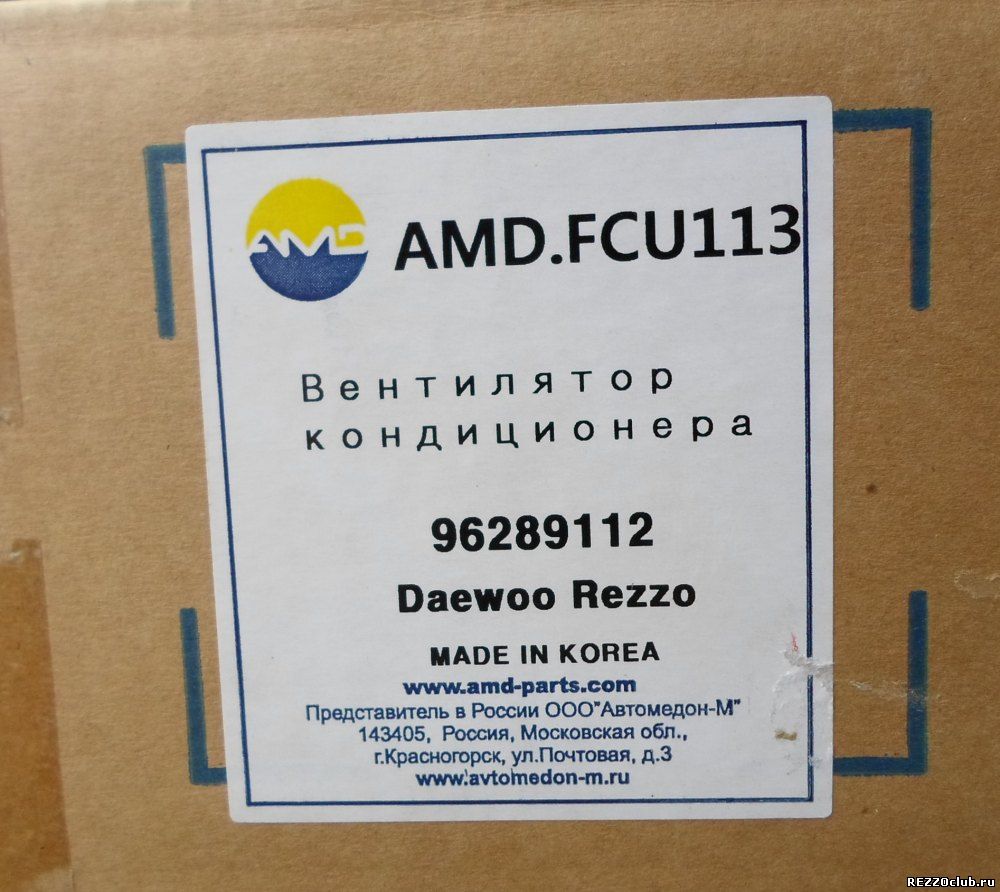 AMD
AMD.FCU113
Вентилятор
кондиционера
96289112
Daewoo Rezzo
MADE IN KOREA
www.amd-parts.com
Представитель в России ООО"Автомедон-М"
143405, Россия, Московская обл.,
г.Красногорск, ул.Почтовая, д.3
www.avtomedon-m.ru
REZZOclub.ru